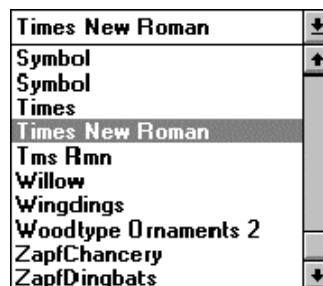 Times New Roman
Symbol
Symbol
Times
Times New Roman
Tms Rmn
Willow
Wingdings
Woodtype Ornaments 2
ZapfChancery
ZapfDingbats